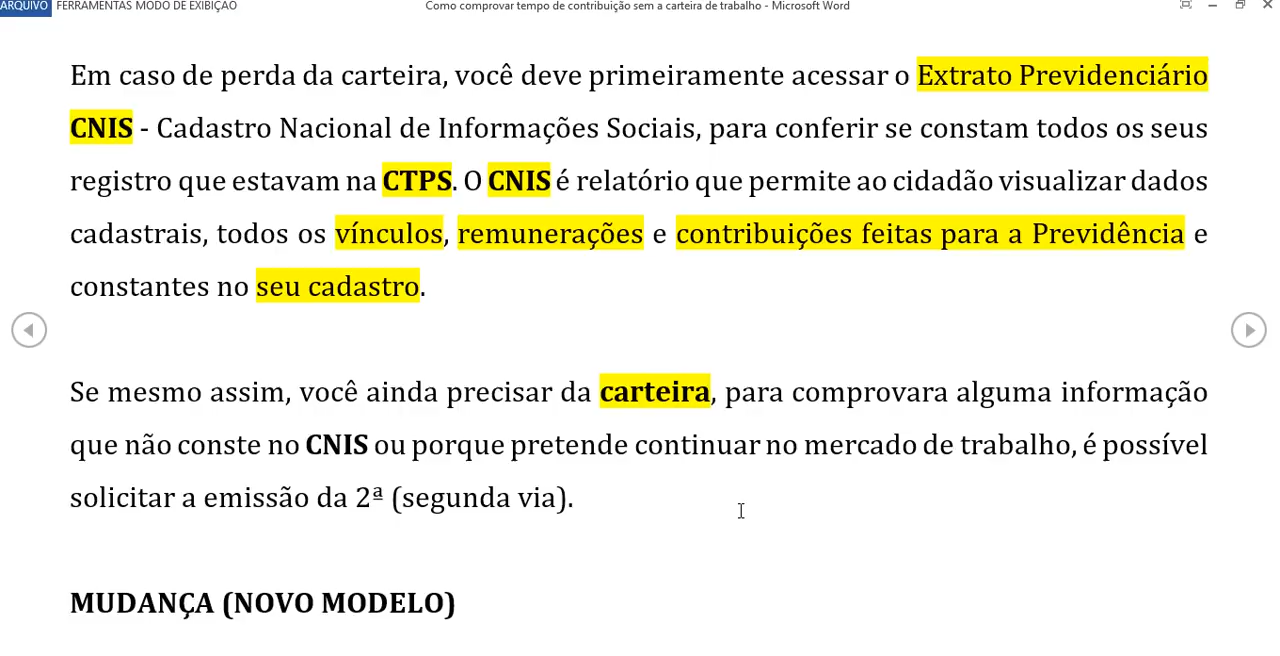 ARQUIVO FERRAMENTAS MODO DE EXIBIÇÃO Como comprovar tempo de contribuição sem a carteira de trabalho - Microsoft Word
Em caso de perda da carteira, você deve primeiramente acessar o Extrato Previdenciário
CNIS - Cadastro Nacional de Informações Sociais, para conferir se constam todos os seus
registro que estavam na CTPS. O CNIS é relatório que permite ao cidadão visualizar dados
cadastrais, todos os vínculos, remunerações e contribuições feitas para a Previdência e
constantes no seu cadastro.
Se mesmo assim, você ainda precisar da carteira, para comprovara alguma informação
que não conste no CNIS ou porque pretende continuar no mercado de trabalho, é possível
solicitar a emissão da 2ª (segunda via).
MUDANÇA (NOVO MODELO)